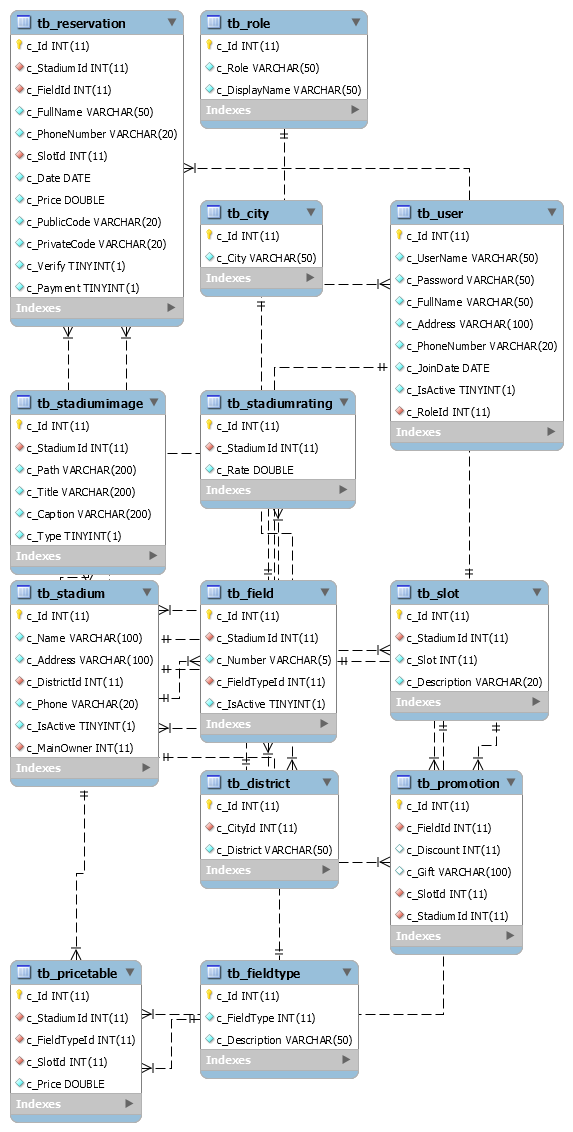 tb_reservation
c_Id INT(11)
c_StadiumId INT(11)
c_FieldId INT(11)
c_FullName VARCHAR(50)
c_PhoneNumber VARCHAR(20)
c_SlotId INT(11)
c_Date DATE
c_Price DOUBLE
c_PublicCode VARCHAR(20)
c_PrivateCode VARCHAR(20)
c_Verify TINYINT(1)
c_Payment TINYINT(1)
Indexes
tb_role
c_Id INT(11)
c_Role VARCHAR(50)
c_DisplayName VARCHAR(50)
Indexes
tb_city
c_Id INT(11)
c_City VARCHAR(50)
Indexes
tb_user
c_Id INT(11)
c_UserName VARCHAR(50)
c_Password VARCHAR(50)
c_FullName VARCHAR(50)
c_Address VARCHAR(100)
c_PhoneNumber VARCHAR(20)
c_JoinDate DATE
c_IsActive TINYINT(1)
c_RoleId INT(11)
Indexes
tb_stadiumimage
c_Id INT(11)
c_StadiumId INT(11)
c_Path VARCHAR(200)
c_Title VARCHAR(200)
c_Caption VARCHAR(200)
c_Type TINYINT(1)
Indexes
tb_stadiumrating
c_Id INT(11)
c_StadiumId INT(11)
c_Rate DOUBLE
Indexes
tb_stadium
c_Id INT(11)
c_Name VARCHAR(100)
c_Address VARCHAR(100)
c_DistrictId INT(11)
c_Phone VARCHAR(20)
c_IsActive TINYINT(1)
c_MainOwner INT(11)
Indexes
tb_field
c_Id INT(11)
c_StadiumId INT(11)
c_Number VARCHAR(5)
c_FieldTypeId INT(11)
c_IsActive TINYINT(1)
Indexes
tb_slot
c_Id INT(11)
c_StadiumId INT(11)
c_Slot INT(11)
c_Description VARCHAR(20)
Indexes
tb_district
c_Id INT(11)
c_CityId INT(11)
c_District VARCHAR(50)
Indexes
tb_promotion
c_Id INT(11)
c_FieldId INT(11)
c_Discount INT(11)
c_Gift VARCHAR(100)
c_SlotId INT(11)
c_StadiumId INT(11)
Indexes
tb_pricetable
c_Id INT(11)
c_StadiumId INT(11)
c_FieldTypeId INT(11)
c_SlotId INT(11)
c_Price DOUBLE
Indexes
tb_fieldtype
c_Id INT(11)
c_FieldType INT(11)
c_Description VARCHAR(50)
Indexes